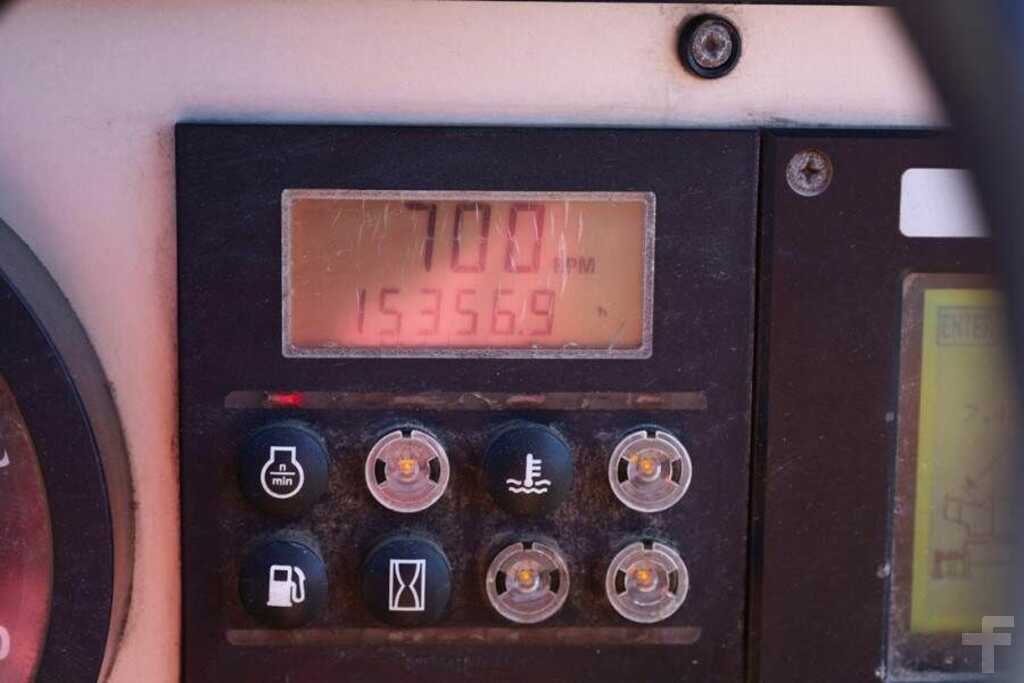 700 RPM
15356.9 h
n
min
ENTER